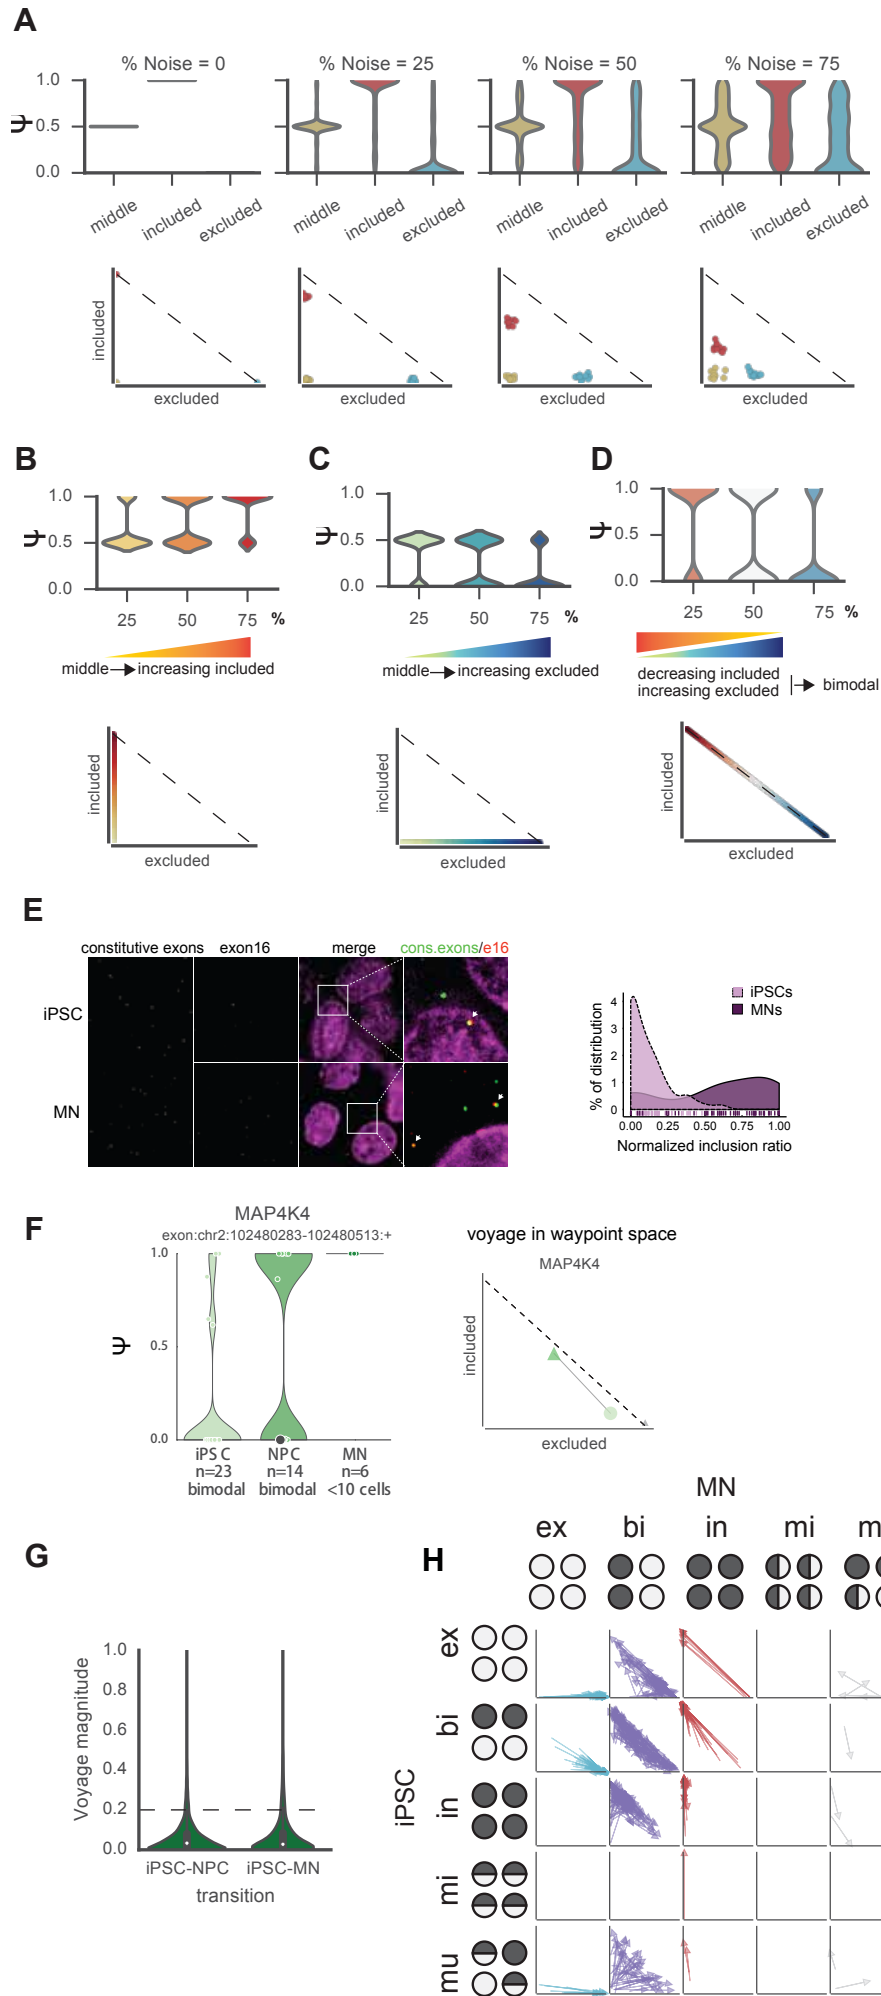 A
% Noise = 0
% Noise = 25
% Noise = 50
% Noise = 75
1.0
0.5
0.0
Ψ
middle
included
excluded
middle
included
excluded
middle
included
excluded
middle
included
excluded
included
excluded
excluded
excluded
excluded
B
C
D
1.0
0.5
0.0
Ψ
25
50
75
%
middle
increasing included
1.0
0.5
0.0
Ψ
25
50
75
%
middle
increasing excluded
1.0
0.5
0.0
Ψ
25
50
75
%
decreasing included
increasing excluded
bimodal
included
excluded
included
excluded
included
excluded
E
constitutive exons
exon16
merge
cons.exons/e16
iPSC
MN
iPSCs
MNs
% of distribution
4
3
2
1
0
0.00
0.25
0.50
0.75
1.00
Normalized inclusion ratio
F
MAP4K4
exon:chr2:102480283-102480513:+
1.0
0.5
0.0
Ψ
iPSC
NPC
MN
n=23
n=14
n=6
bimodal
bimodal
<10 cells
voyage in waypoint space
MAP4K4
included
excluded
G
Voyage magnitude
1.0
0.8
0.6
0.4
0.2
0.0
iPSC-NPC
iPSC-MN
transition
H
MN
ex
bi
in
mi
m
iPSC
ex
bi
in
mi
mu